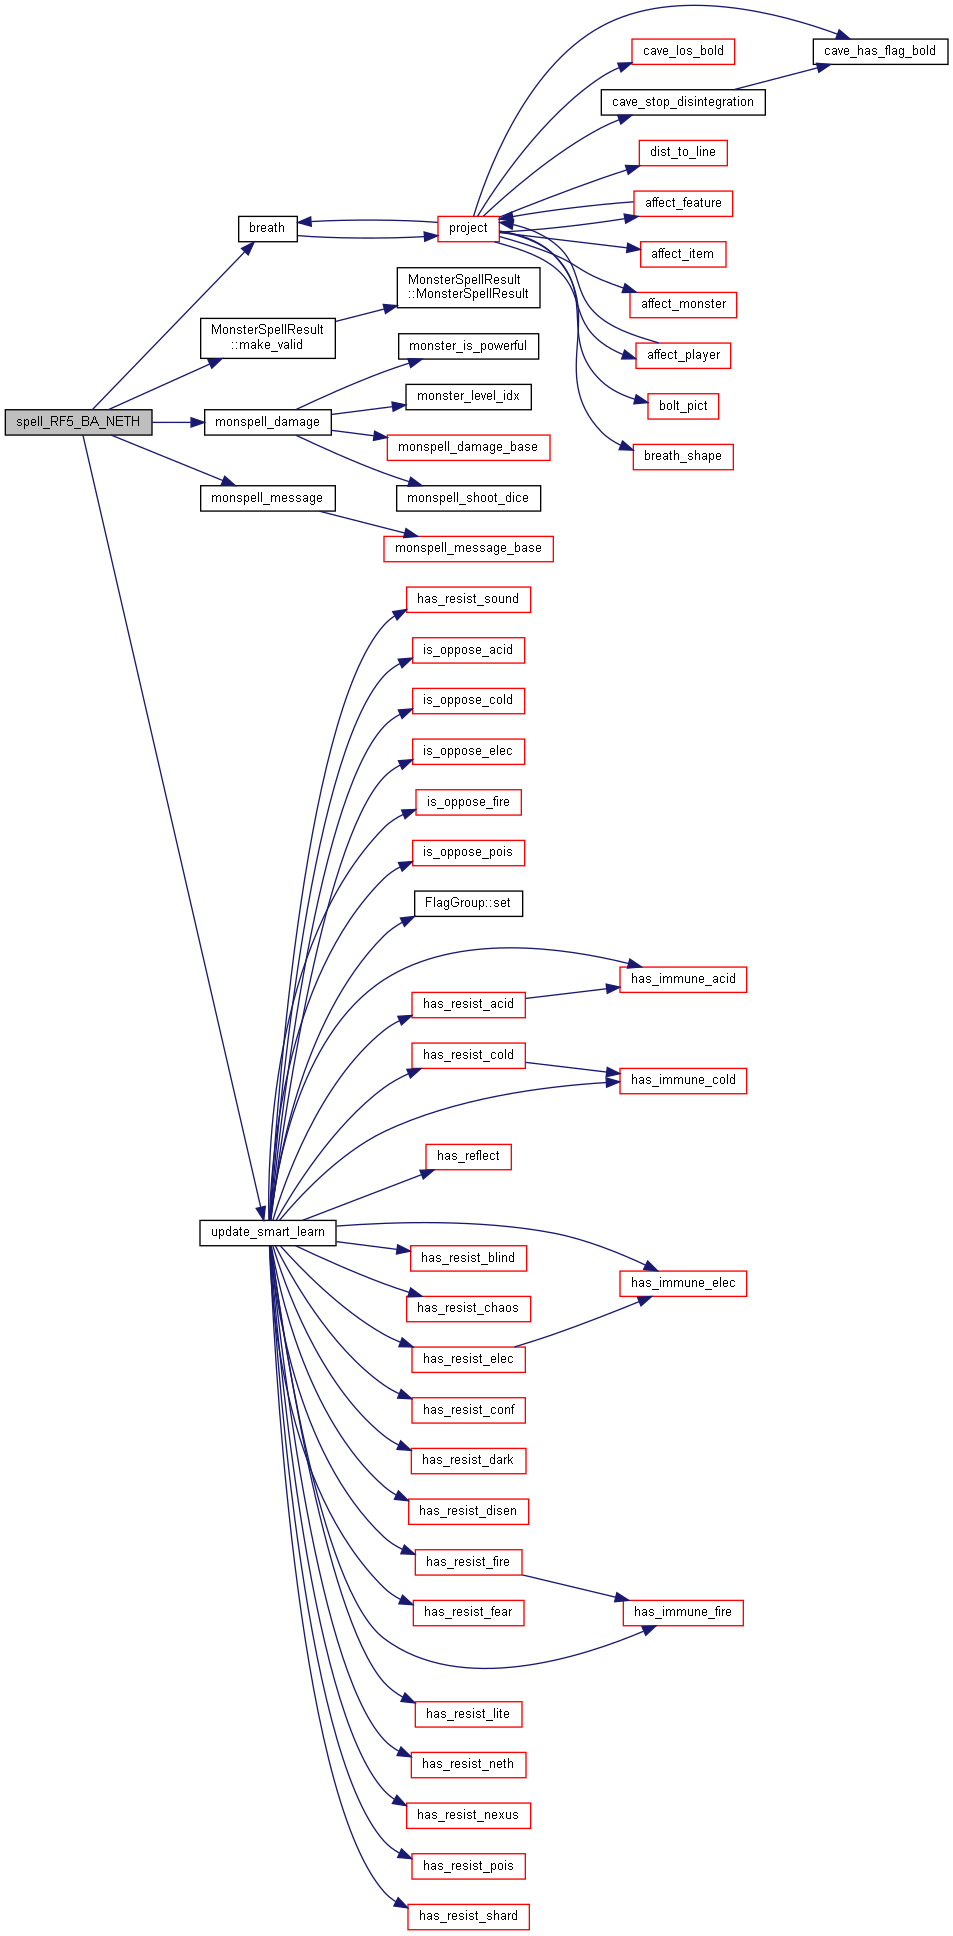 cave_los_bold
cave_has_flag_bold
cave_stop_disintegration
dist_to_line
affect_feature
breath
project
affect_item
MonsterSpellResult
::MonsterSpellResult
affect_monster
MonsterSpellResult
::make_valid
monster_is_powerful
affect_player
monster_level_idx
bolt_pict
spell_RF5_BA_NETH
monspell_damage
monspell_damage_base
breath_shape
monspell_message
monspell_shoot_dice
monspell_message_base
has_resist_sound
is_oppose_acid
is_oppose_cold
is_oppose_elec
is_oppose_fire
is_oppose_pois
FlagGroup::set
has_immune_acid
has_resist_acid
has_resist_cold
has_immune_cold
has_reflect
update_smart_learn
has_resist_blind
has_immune_elec
has_resist_chaos
has_resist_elec
has_resist_conf
has_resist_dark
has_resist_disen
has_resist_fire
has_resist_fear
has_immune_fire
has_resist_lite
has_resist_neth
has_resist_nexus
has_resist_pois
has_resist_shard